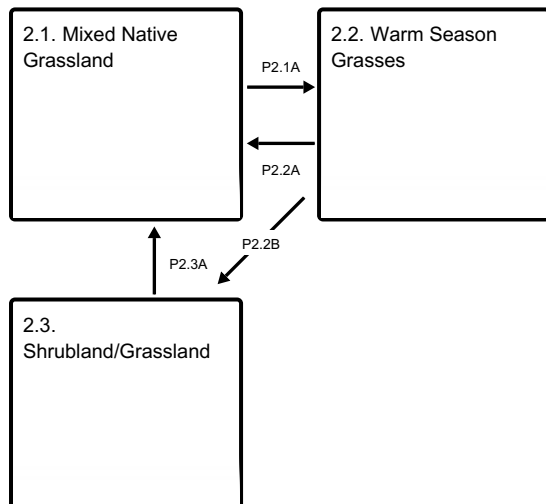 2.1. Mixed Native
Grassland
2.2. Warm Season
Grasses
P2.1A
P2.2A
P2.2B
P2.3A
2.3.
Shrubland/Grassland